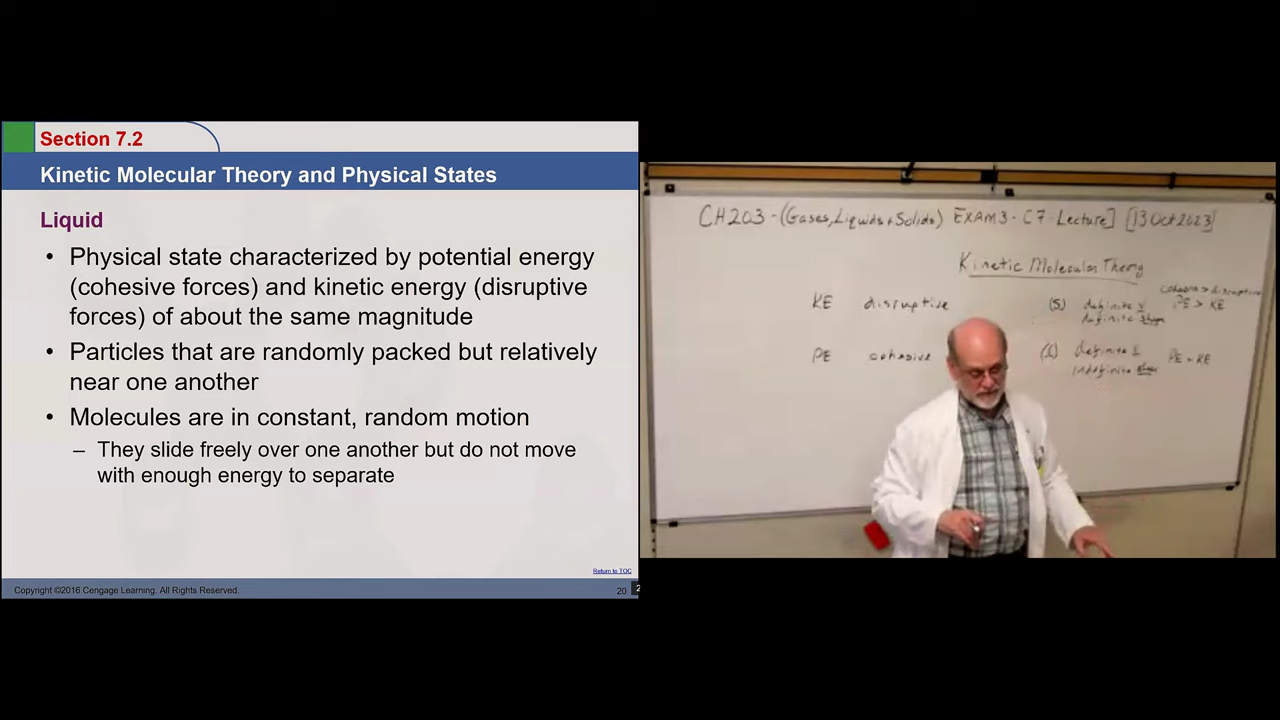 Section 7.2
Kinetic Molecular Theory and Physical States
Liquid
• Physical state characterized by potential energy
(cohesive forces) and kinetic energy (disruptive
forces) of about the same magnitude
• Particles that are randomly packed but relatively
near one another
• Molecules are in constant, random motion
– They slide freely over one another but do not move
with enough energy to separate
Return to TOC
Copyright ©2016 Cengage Learning. All Rights Reserved.
20
CH203-(Gases, Liquids + Solids) EXAM3-C7-Lecture] [13Oct2023]
Kinetic Molecular Theory
KE disruptive
PE cohesive
(S) definite
definite shape
cohesion > disruptive
PE > KE
definite
indefinite shape
PE ~ KE